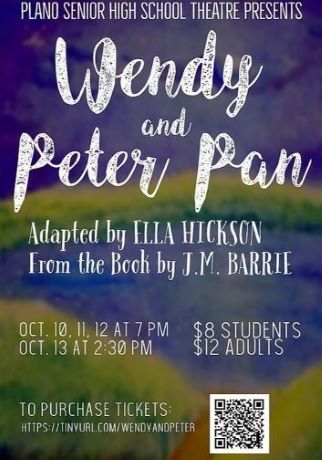 PLANO SENIOR HIGH SCHOOL THEATRE PRESENTS
Wendy
and
Peter Pan
Adapted by ELLA HICKSON
From the Book by J.M. BARRIE
OCT. 10, 11, 12 AT 7 PM
OCT. 13 AT 2:30 PM
$8 STUDENTS
$12 ADULTS
TO PURCHASE TICKETS:
HTTPS://TINYURL.COM/WENDYANDPETER